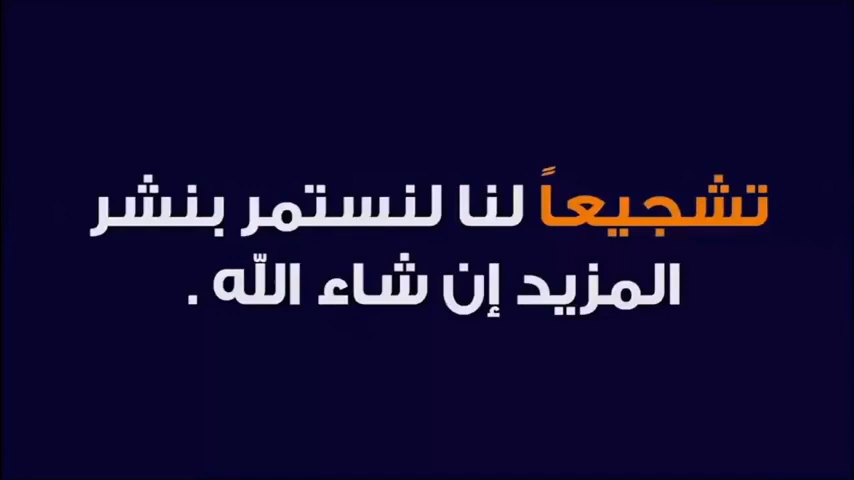 تشجيعاً لنا لنستمر بنشر
المزيد إن شاء الله .